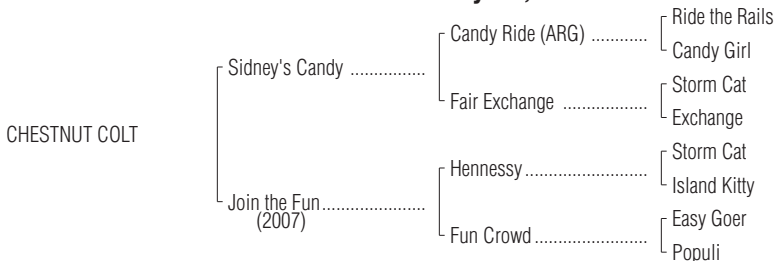 Ride the Rails
Candy Ride (ARG) ............
Candy Girl
Sidney's Candy ................
Storm Cat
Fair Exchange ..................
Exchange
CHESTNUT COLT
Storm Cat
Hennessy..........................
Island Kitty
Join the Fun......................
(2007)
Easy Goer
Fun Crowd........................
Populi